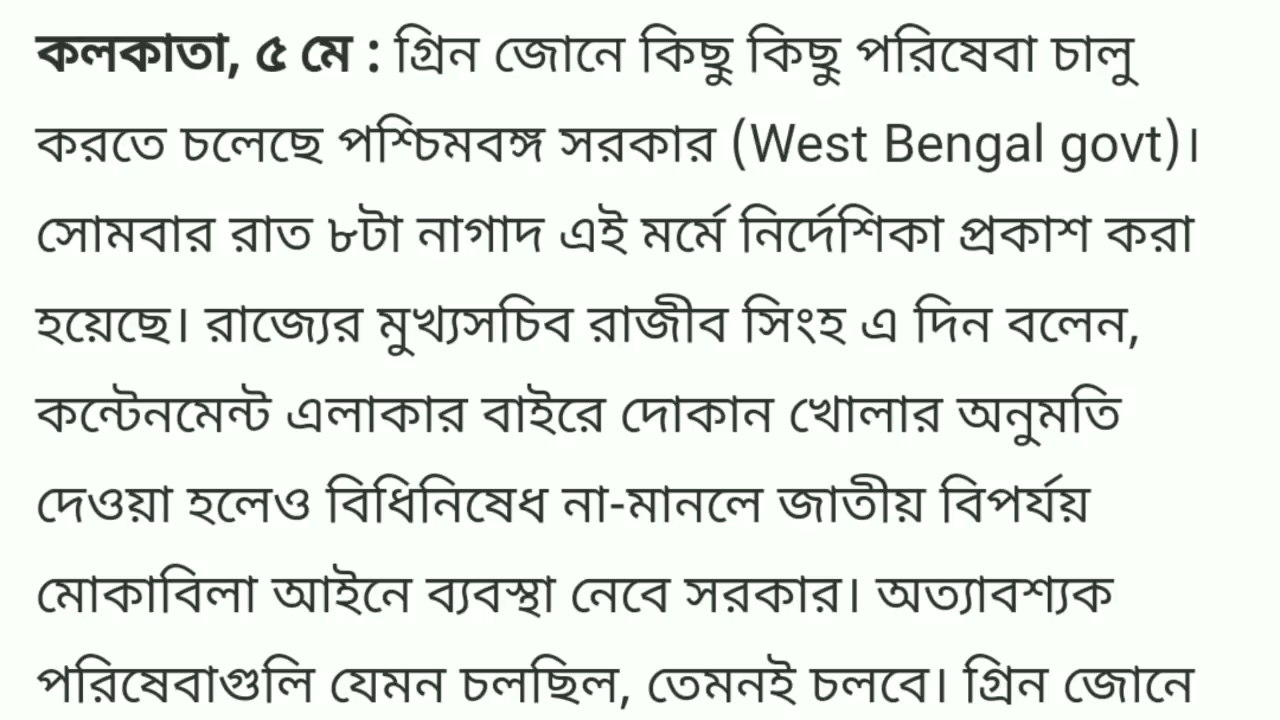 কলকাতা, ৫ মে : গ্রিন জোনে কিছু কিছু পরিষেবা চালু
করতে চলেছে পশ্চিমবঙ্গ সরকার (West Bengal govt)।
সোমবার রাত ৮টা নাগাদ এই মর্মে নির্দেশিকা প্রকাশ করা
হয়েছে। রাজ্যের মুখ্যসচিব রাজীব সিংহ এ দিন বলেন,
কন্টেনমেন্ট এলাকার বাইরে দোকান খোলার অনুমতি
দেওয়া হলেও বিধিনিষেধ না-মানলে জাতীয় বিপর্যয়
মোকাবিলা আইনে ব্যবস্থা নেবে সরকার। অত্যাবশ্যক
পরিষেবাগুলি যেমন চলছিল, তেমনই চলবে। গ্রিন জোনে